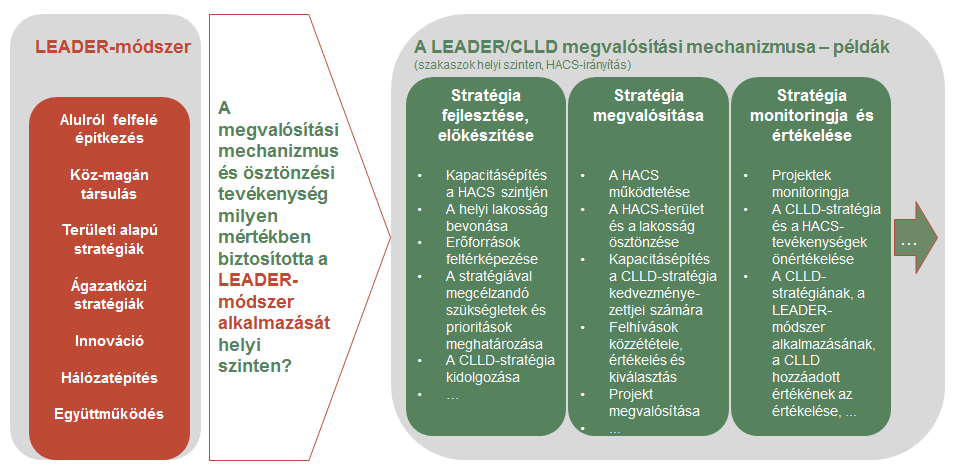 LEADER-módszer
Alulról felfelé
építkezés
Köz-magán
társulás
Területi alapú
stratégiák
Ágazatközi
stratégiák
Innováció
Hálózatépítés
Együttműködés
A
megvalósítási
mechanizmus
és ösztönzési
tevékenység
milyen
mértékben
biztosította a
LEADER-
módszer
alkalmazását
helyi
szinten?
A LEADER/CLLD megvalósítási mechanizmusa – példák
(szakaszok helyi szinten, HACS-irányítás)
Stratégia
fejlesztése,
előkészítése
• Kapacitásépítés
a HACS szintjén
• A helyi lakosság
bevonása
• Erőforrások
feltérképezése
• A stratégiával
megcélzandó
szükségletek és
prioritások
meghatározása
• A CLLD-stratégia
kidolgozása
• …
Stratégia
megvalósítása
• A HACS
működtetése
• A HACS-terület
és a lakosság
ösztönzése
• Kapacitásépítés
a CLLD-stratégia
kedvezménye-
zettjei számára
• Felhívások
közzététele,
értékelés és
kiválasztás
• Projekt
megvalósítása
• ...
Stratégia
monitoringja és
értékelése
• Projektek
monitoringja
• A CLLD-stratégia
és a HACS-
tevékenységek
önértékelése
• A CLLD-
stratégiának, a
LEADER-
módszer
alkalmazásának,
a CLLD
hozzáadott
értékének az
értékelése, ...
…